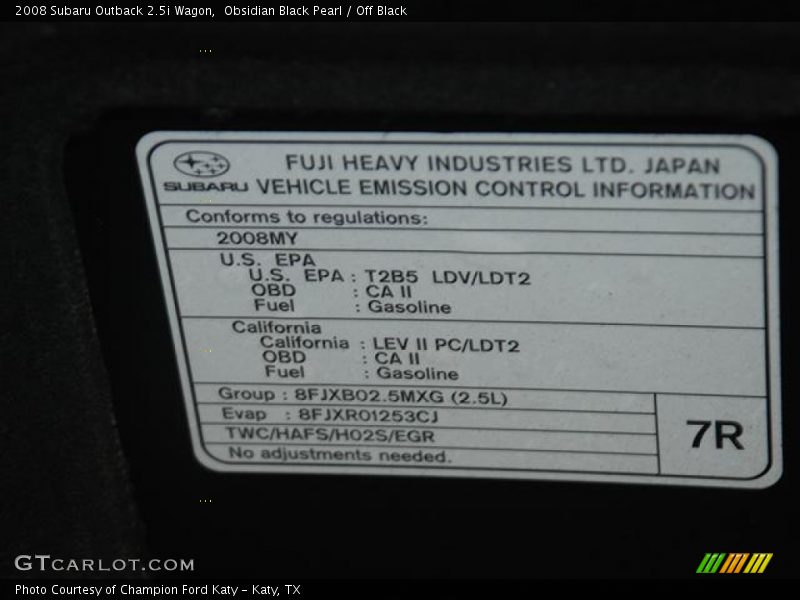 2008 Subaru Outback 2.5i Wagon,  Obsidian Black Pearl / Off Black
FUJI HEAVY INDUSTRIES LTD. JAPAN
SUBARU VEHICLE EMISSION CONTROL INFORMATION
Conforms to regulations:
2008MY
U.S. EPA
U.S. EPA : T2B5 LDV/LDT2
OBD : CA II
Fuel : Gasoline
California
California : LEV II PC/LDT2
OBD : CA II
Fuel : Gasoline
Group : 8FJXB02.5MXG (2.5L)
Evap : 8FJXR01253CJ
TWC/HAFS/HO2S/EGR
No adjustments needed.
7R
GTCARLOT.COM
Photo Courtesy of Champion Ford Katy – Katy, TX